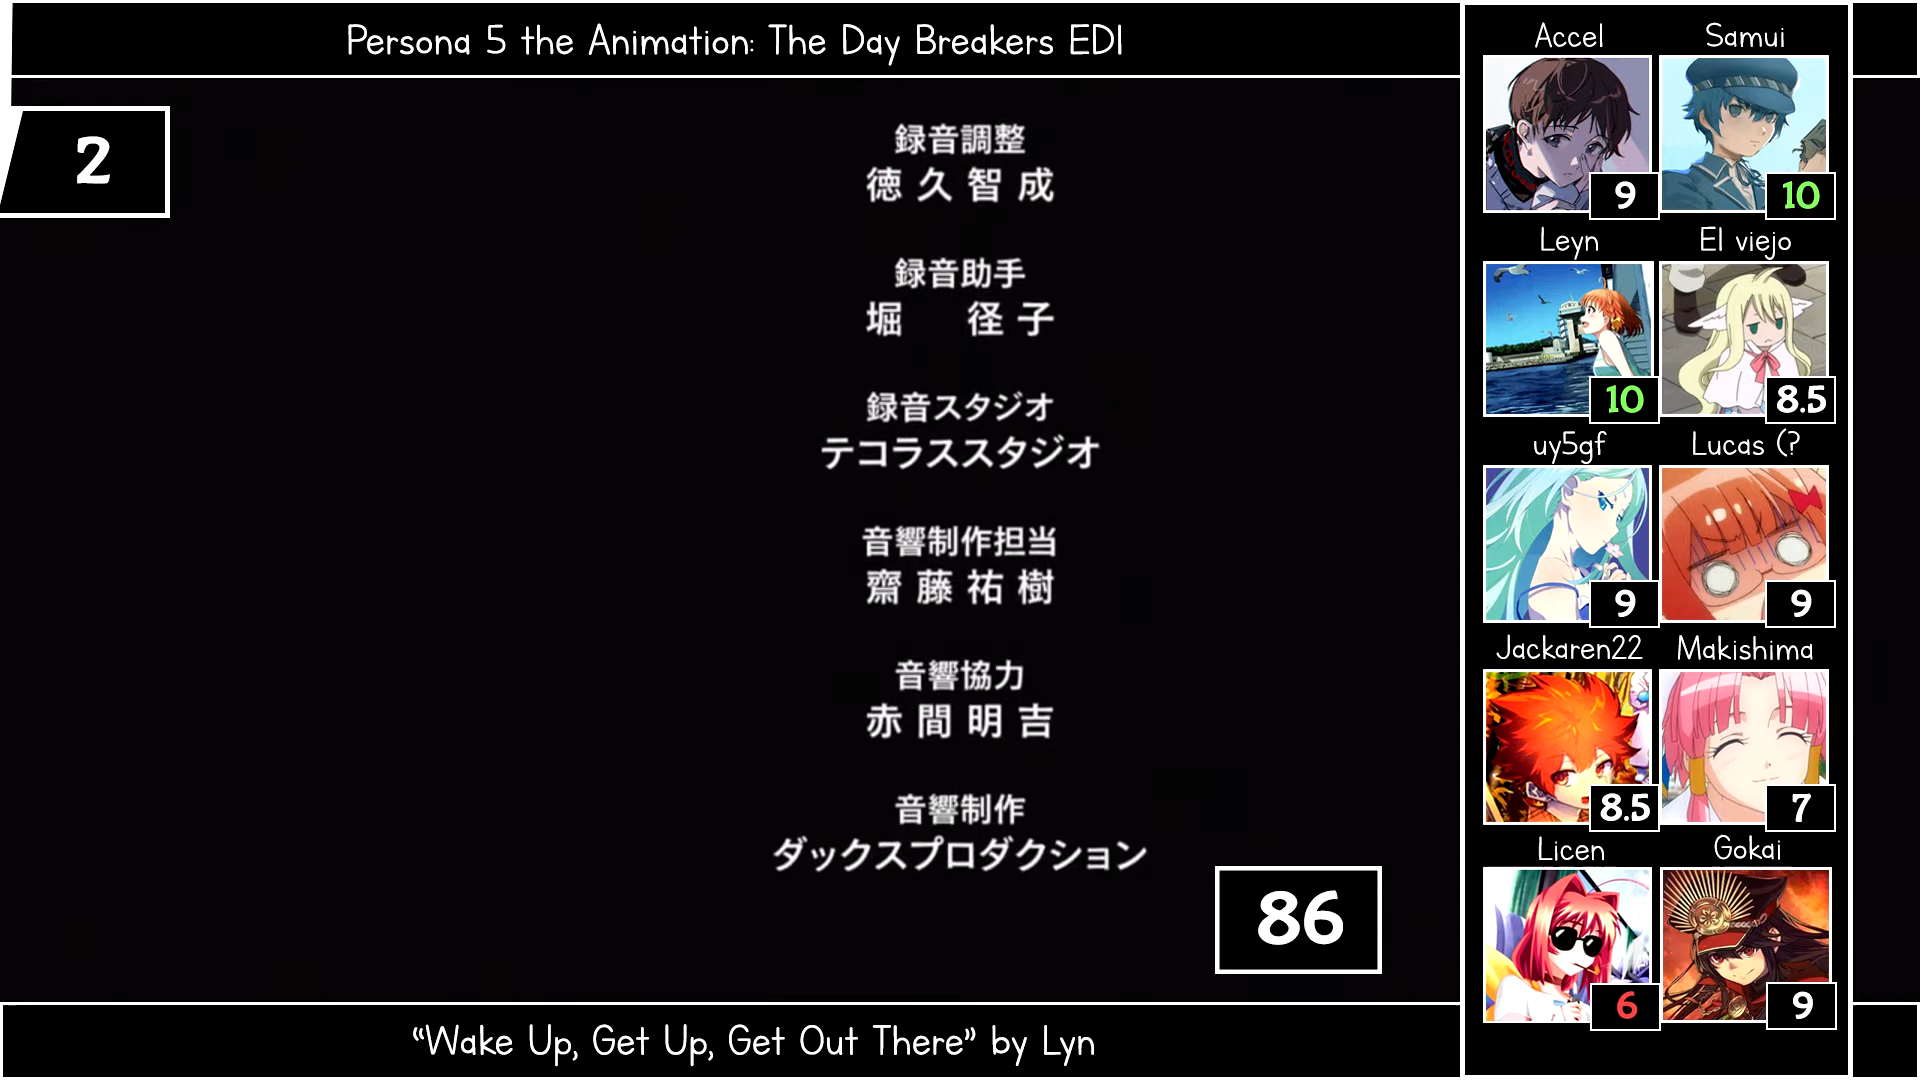 Persona 5 the Animation: The Day Breakers ED1
2
録音調整
徳久智成
録音助手
堀 径子
録音スタジオ
テコラススタジオ
音響制作担当
齋藤祐樹
音響協力
赤間明吉
音響制作
ダックスプロダクション
86
“Wake Up, Get Up, Get Out There” by Lyn
Accel
9
Samui
10
Leyn
10
El viejo
8.5
uy5gf
9
Lucas (?
9
Jackaren22
8.5
Makishima
7
Licen
6
Gokai
9